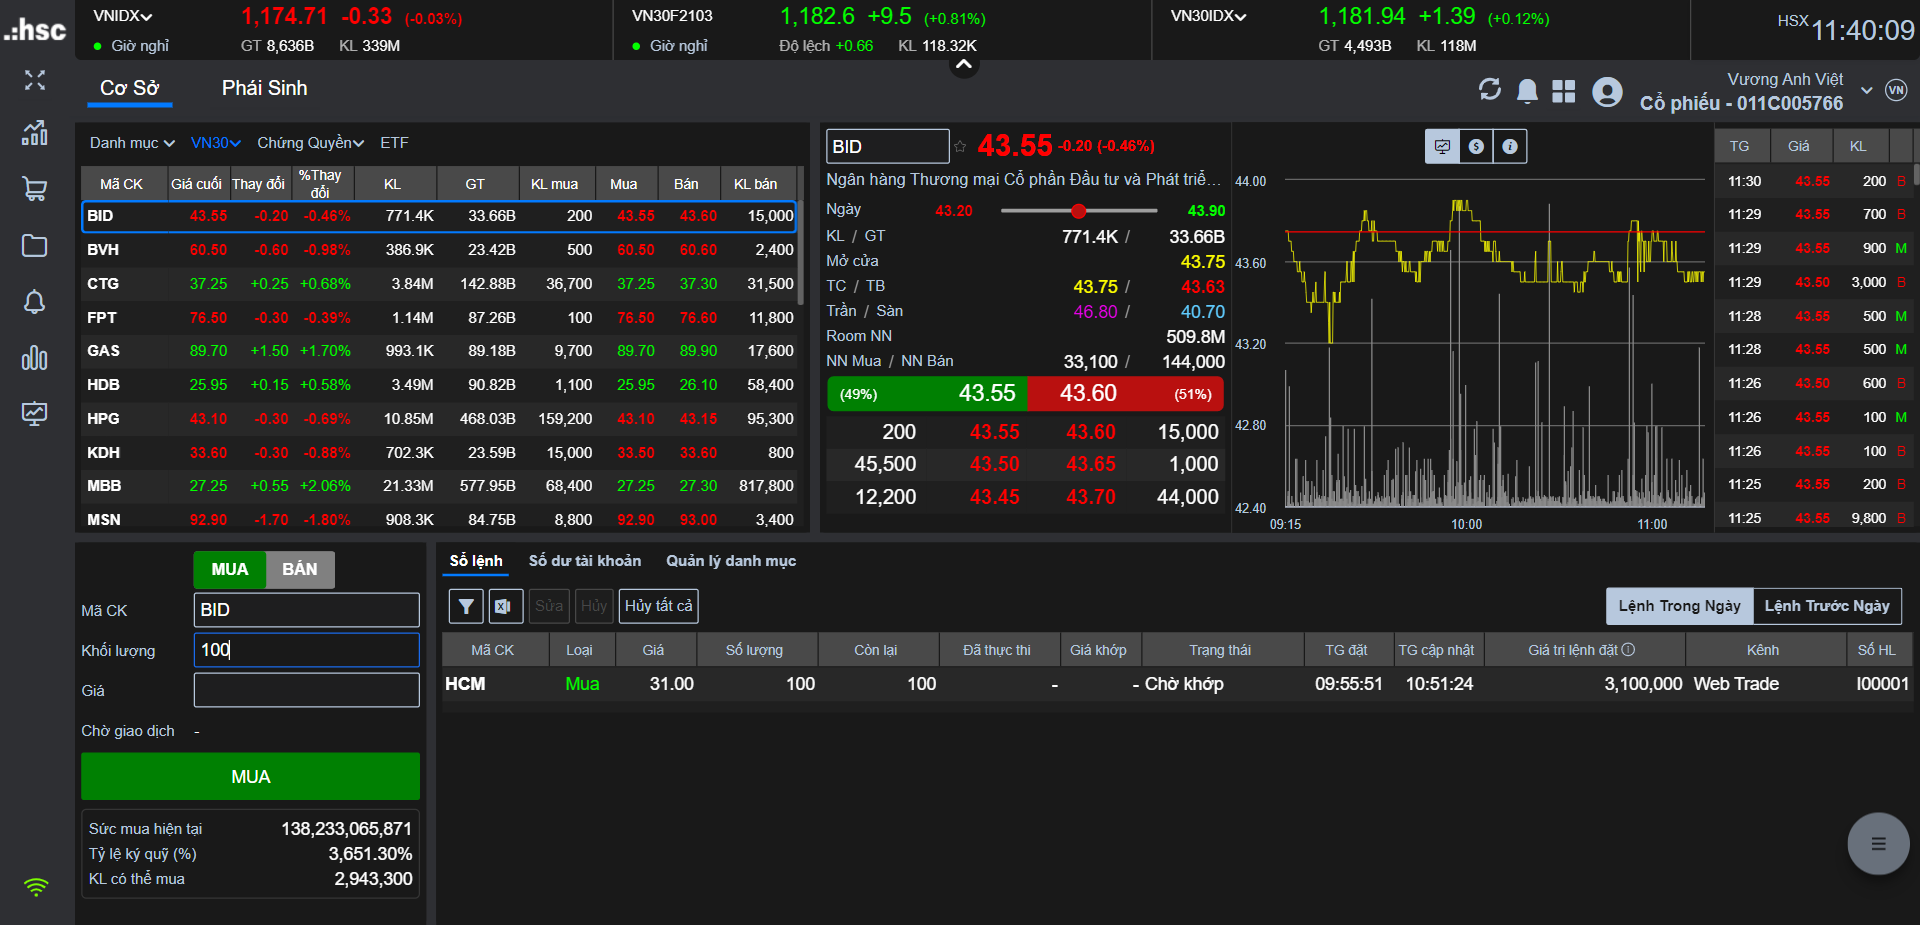 .:hsc
VNIDX 1,174.71 -0.33 (-0.03%)
Giờ nghỉ GT 8,636B KL 339M
VN30F2103 1,182.6 +9.5 (+0.81%)
Giờ nghỉ Độ lệch +0.66 KL 118.32K
VN30IDX 1,181.94 +1.39 (+0.12%)
GT 4,493B KL 118M
HSX 11:40:09
Cơ Sở Phái Sinh
Vương Anh Việt
Cổ phiếu - 011C005766
VN
Danh mục VN30 Chứng Quyền ETF
Mã CK Giá cuối Thay đổi %Thay đổi KL GT KL mua Mua Bán KL bán
BID 43.55 -0.20 -0.46% 771.4K 33.66B 200 43.55 43.60 15,000
BVH 60.50 -0.60 -0.98% 386.9K 23.42B 500 60.50 60.60 2,400
CTG 37.25 +0.25 +0.68% 3.84M 142.88B 36,700 37.25 37.30 31,500
FPT 76.50 -0.30 -0.39% 1.14M 87.26B 100 76.50 76.60 11,800
GAS 89.70 +1.50 +1.70% 993.1K 89.18B 9,700 89.70 89.90 17,600
HDB 25.95 +0.15 +0.58% 3.49M 90.82B 1,100 25.95 26.10 58,400
HPG 43.10 -0.30 -0.69% 10.85M 468.03B 159,200 43.10 43.15 95,300
KDH 33.60 -0.30 -0.88% 702.3K 23.59B 15,000 33.50 33.60 800
MBB 27.25 +0.55 +2.06% 21.33M 577.95B 68,400 27.25 27.30 817,800
MSN 92.90 -1.70 -1.80% 908.3K 84.75B 8,800 92.90 93.00 3,400
BID 43.55 -0.20 (-0.46%)
Ngân hàng Thương mại Cổ phần Đầu tư và Phát triể...
Ngày 43.20 43.90
KL / GT 771.4K / 33.66B
Mở cửa 43.75
TC / TB 43.75 / 43.63
Trần / Sàn 46.80 / 40.70
Room NN 509.8M
NN Mua / NN Bán 33,100 / 144,000
(49%) 43.55 43.60 (51%)
200 43.55 43.60 15,000
45,500 43.50 43.65 1,000
12,200 43.45 43.70 44,000
44.00
43.60
43.20
42.80
42.40
09:15 10:00 11:00
TG Giá KL
11:30 43.55 200 B
11:29 43.55 700 B
11:29 43.55 900 M
11:29 43.50 3,000 B
11:28 43.55 500 M
11:28 43.55 500 M
11:26 43.50 600 B
11:26 43.55 100 M
11:26 43.55 100 B
11:25 43.55 200 B
11:25 43.55 9,800 B
MUA BÁN
Mã CK BID
Khối lượng 100
Giá
Chờ giao dịch -
MUA
Sức mua hiện tại 138,233,065,871
Tỷ lệ ký quỹ (%) 3,651.30%
KL có thể mua 2,943,300
Sổ lệnh Số dư tài khoản Quản lý danh mục
Sửa Hủy Hủy tất cả
Lệnh Trong Ngày Lệnh Trước Ngày
Mã CK Loại Giá Số lượng Còn lại Đã thực thi Giá khớp Trạng thái TG đặt TG cập nhật Giá trị lệnh đặt Kênh Số HL
HCM Mua 31.00 100 100 - - Chờ khớp 09:55:51 10:51:24 3,100,000 Web Trade I00001